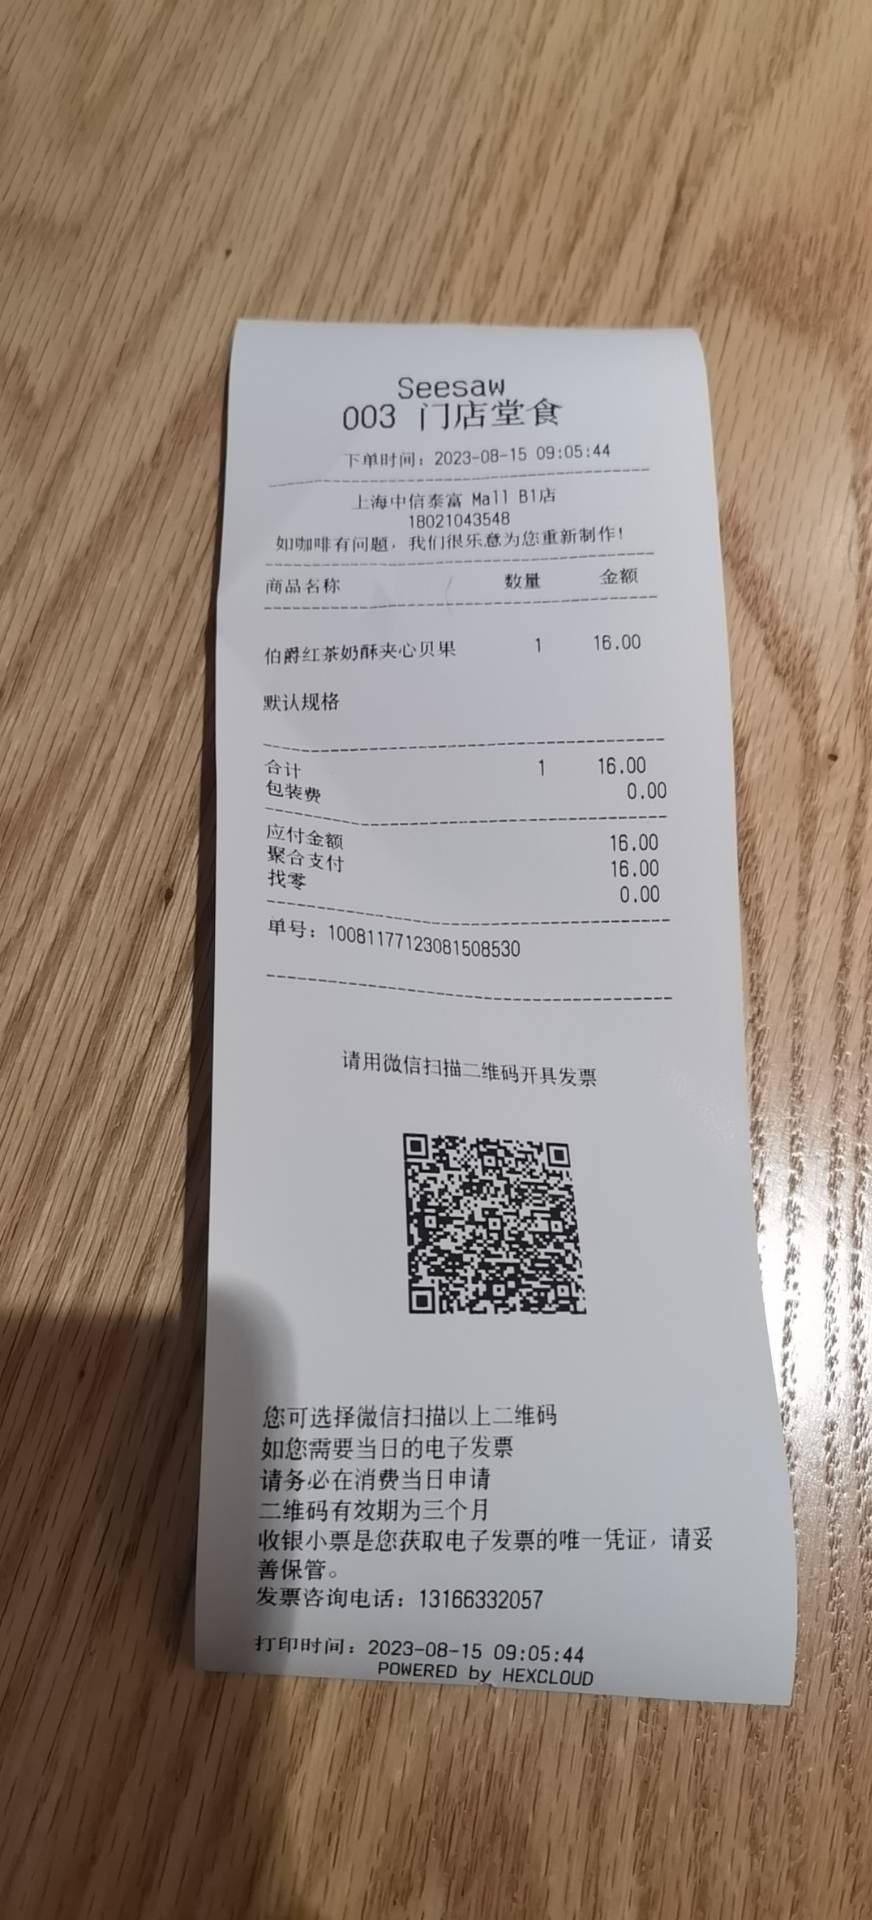 Seesaw
003 门店堂食
下单时间：2023-08-15 09:05:44
上海中信泰富 Mall B1店
18021043548
如咖啡有问题，我们很乐意为您重新制作！
商品名称 数量 金额
伯爵红茶奶酥夹心贝果 1 16.00
默认规格
合计 1 16.00
包装费 0.00
应付金额 16.00
聚合支付 16.00
找零 0.00
单号：10081177123081508530
请用微信扫描二维码开具发票
您可选择微信扫描以上二维码
如您需要当日的电子发票
请务必在消费当日申请
二维码有效期为三个月
收银小票是您获取电子发票的唯一凭证，请妥
善保管。
发票咨询电话：13166332057
打印时间：2023-08-15 09:05:44
POWERED by HEXCLOUD